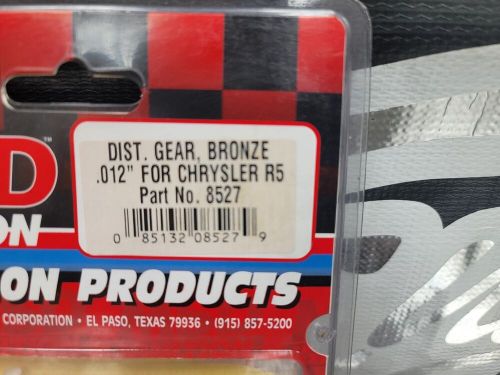 DIST. GEAR, BRONZE
.012" FOR CHRYSLER R5
Part No. 8527
0 85132 08527 9
D™
ON
ON PRODUCTS
CORPORATION • EL PASO, TEXAS 79936 • (915) 857-5200